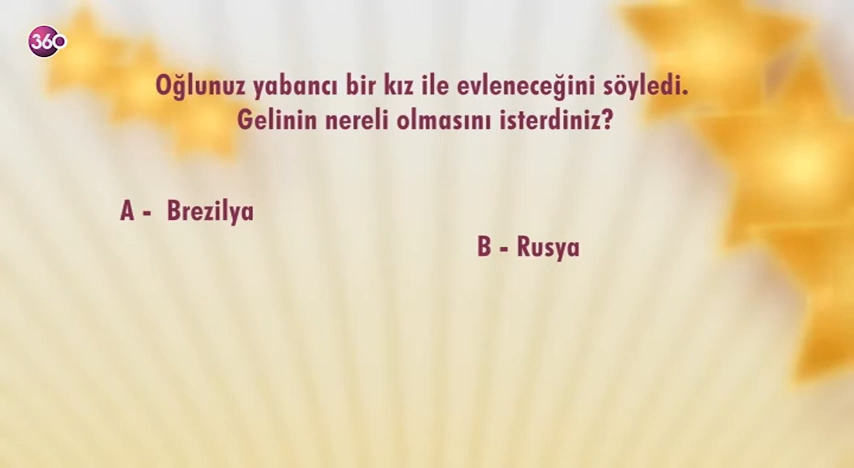 360
Oğlunuz yabancı bir kız ile evleneceğini söyledi.
Gelinin nereli olmasını isterdiniz?
A - Brezilya
B - Rusya